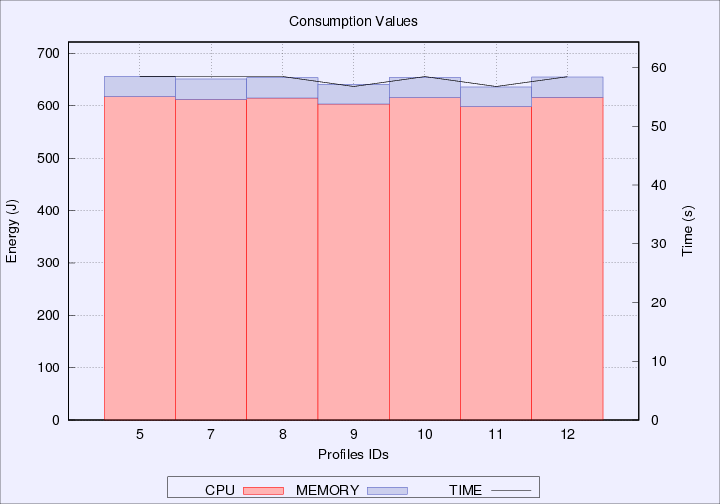 Consumption Values
700
600
500
400
300
200
100
0
Energy (J)
60
50
40
30
20
10
0
Time (s)
5 7 8 9 10 11 12
Profiles IDs
CPU MEMORY TIME